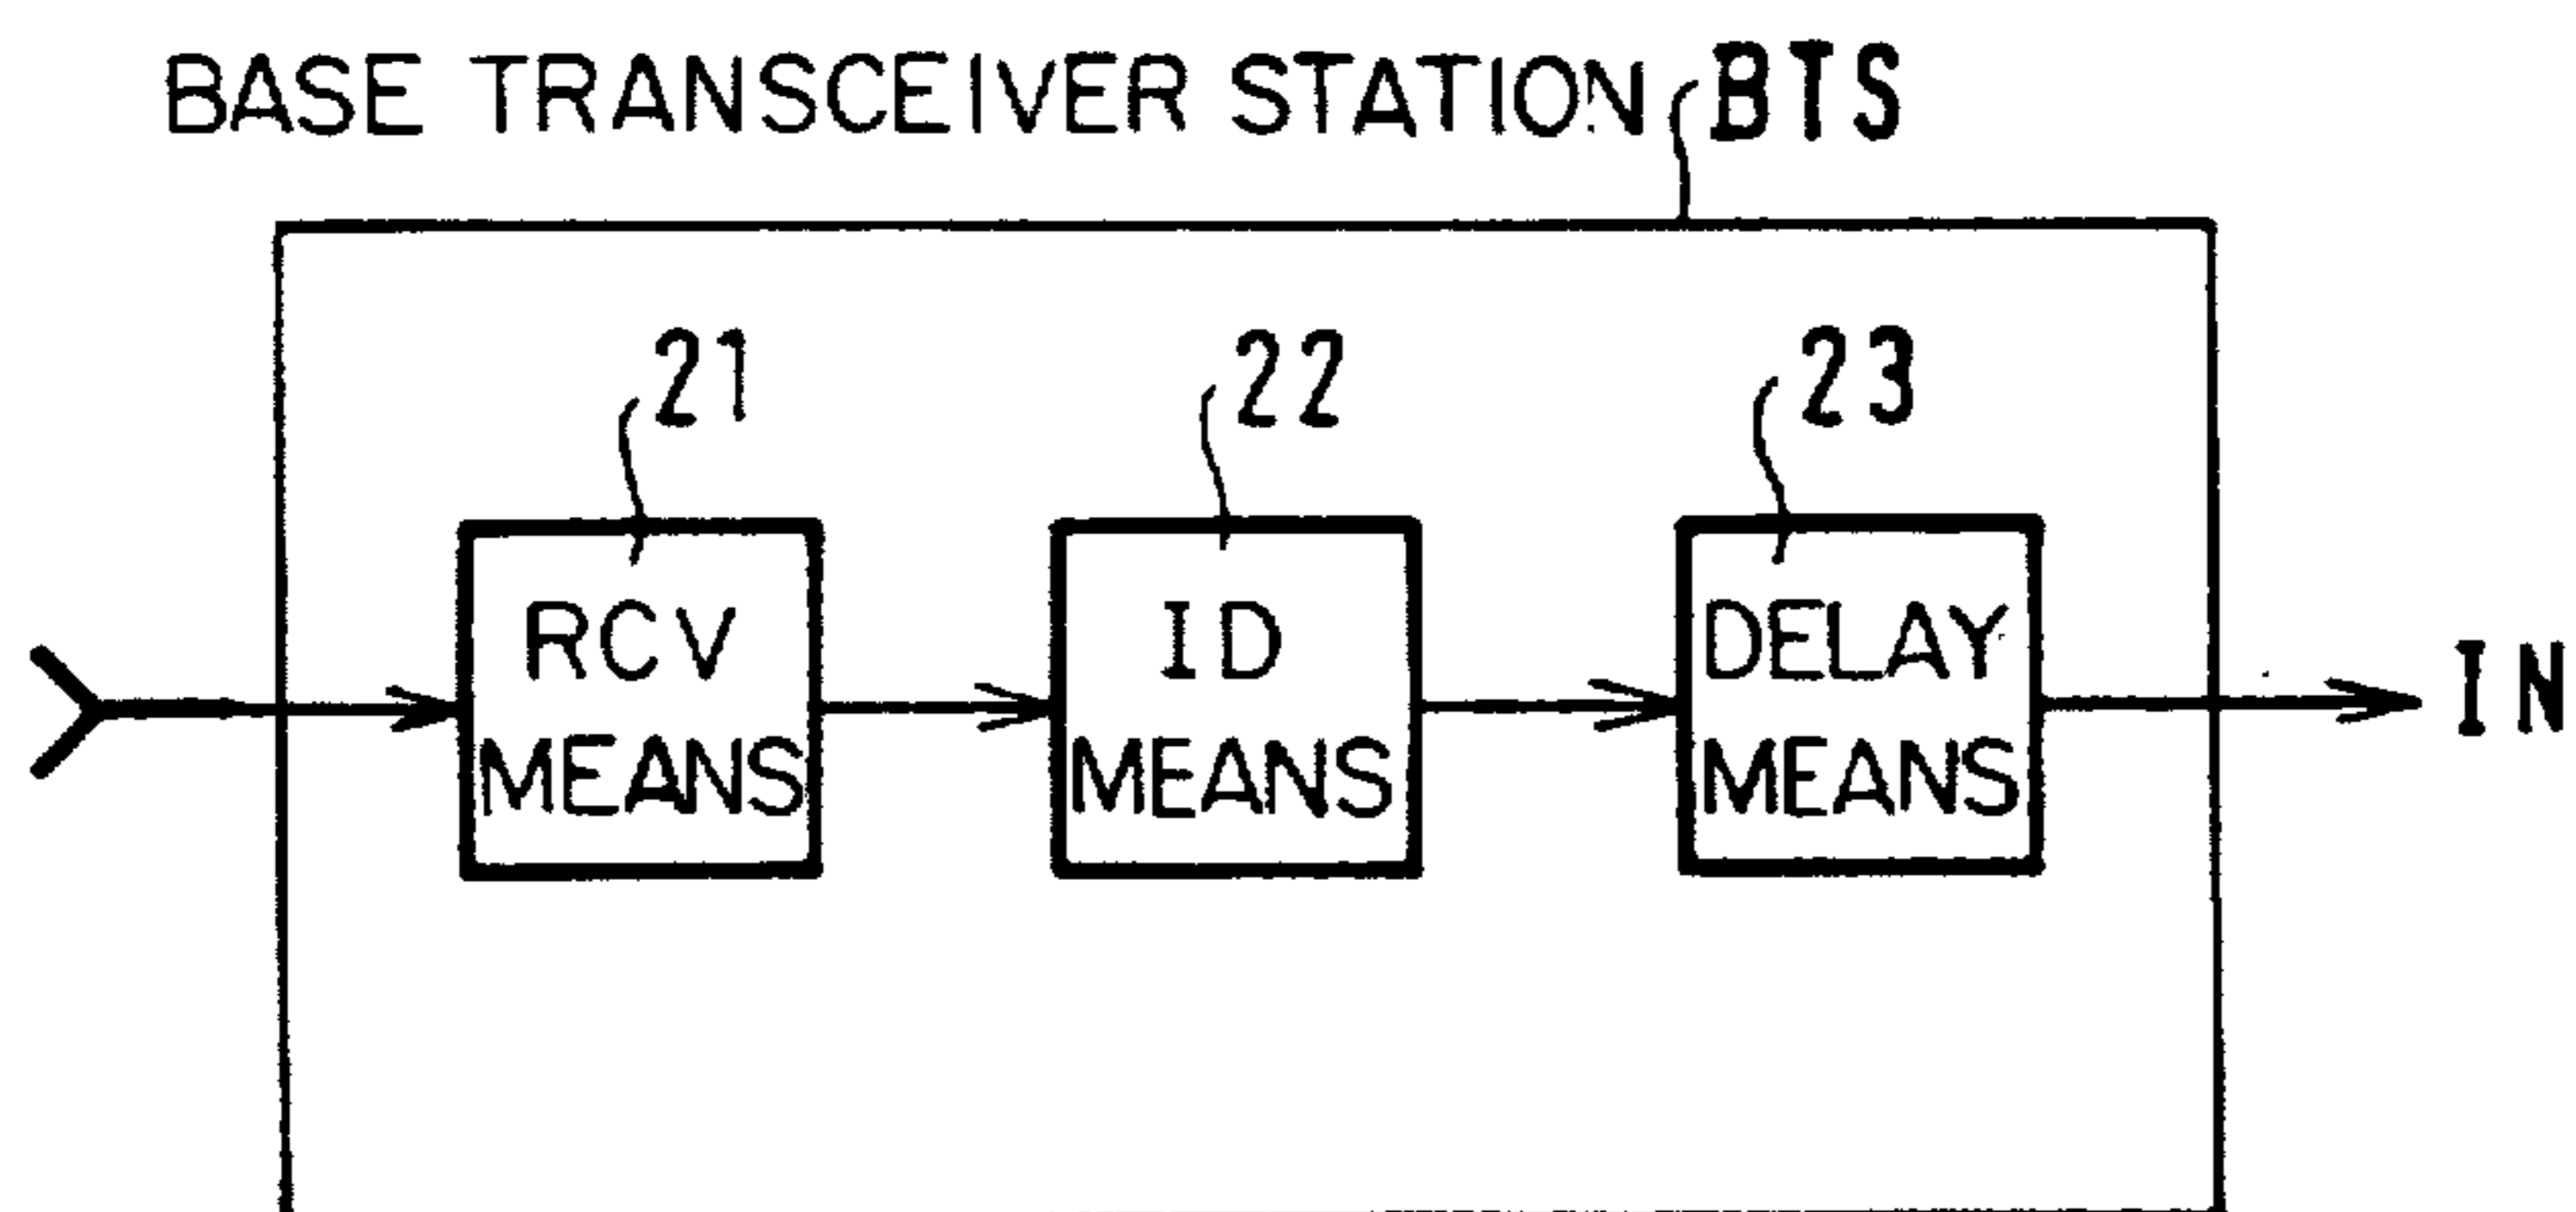 BASE TRANSCEIVER STATION BTS
21 22 23
RCV MEANS
ID MEANS
DELAY MEANS
IN